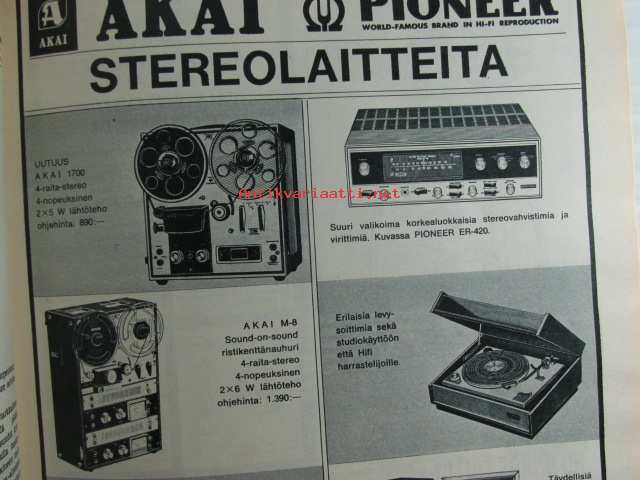 AKAI
AKAI
PIONEER
WORLD-FAMOUS BRAND IN HI-FI REPRODUCTION
STEREOLAITTEITA
UUTUUS
AKAI 1700
4-raita-stereo
4-nopeuksinen
2×5 W lähtöteho
ohjehinta: 890:—
Antikvariaatti.net
Suuri valikoima korkealuokkaisia stereovahvistimia ja
virittimiä. Kuvassa PIONEER ER-420.
AKAI M-8
Sound-on-sound
ristikenttänauhuri
4-raita-stereo
4-nopeuksinen
2×6 W lähtöteho
ohjehinta: 1.390:—
Erilaisia levy-
soittimia sekä
studiokäyttöön
että Hifi
harrastelijoille.
Täydellisiä